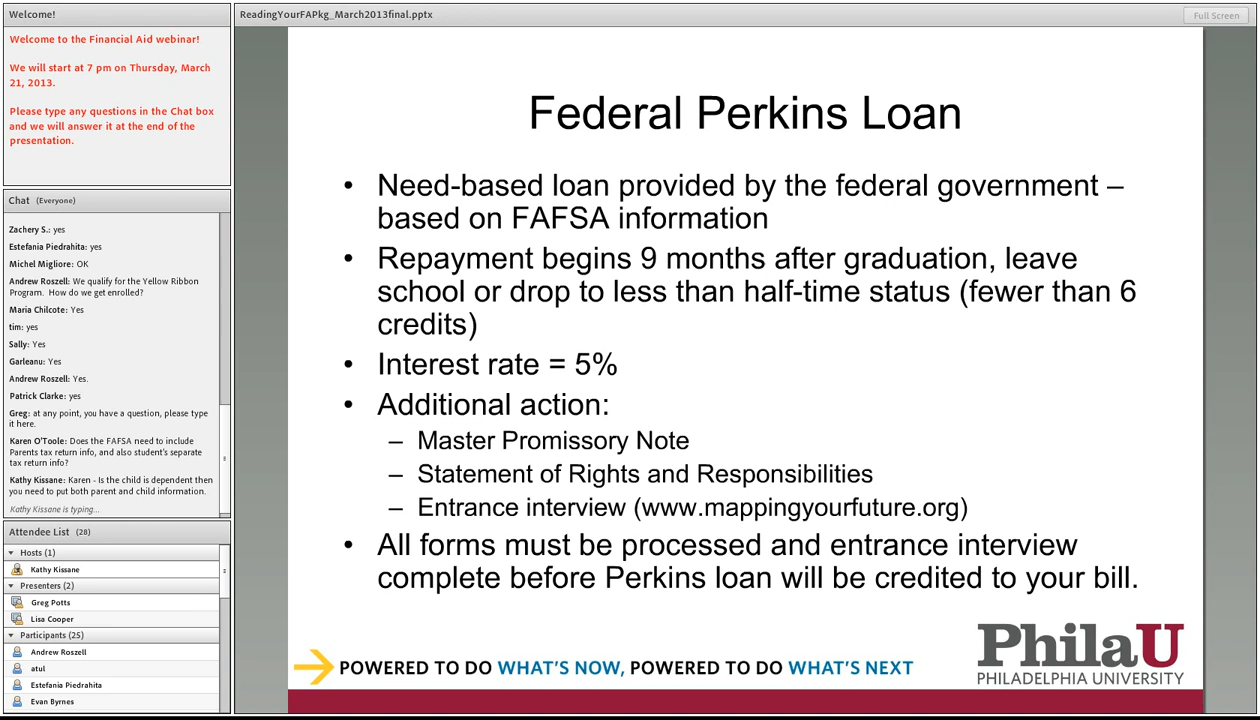 Welcome!
Welcome to the Financial Aid webinar!
We will start at 7 pm on Thursday, March
21, 2013.
Please type any questions in the Chat box
and we will answer it at the end of the
presentation.
Chat (Everyone)
Zachery S.: yes
Estefania Piedrahita: yes
Michel Migliore: OK
Andrew Roszell: We qualify for the Yellow Ribbon
Program. How do we get enrolled?
Maria Chilcote: Yes
tim: yes
Sally: Yes
Garleanu: Yes
Andrew Roszell: Yes.
Patrick Clarke: yes
Greg: at any point, you have a question, please type
it here.
Karen O'Toole: Does the FAFSA need to include
Parents tax return info, and also student's separate
tax return info?
Kathy Kissane: Karen - Is the child is dependent then
you need to put both parent and child information.
Kathy Kissane is typing...
Attendee List (28)
Hosts (1)
Kathy Kissane
Presenters (2)
Greg Potts
Lisa Cooper
Participants (25)
Andrew Roszell
atul
Estefania Piedrahita
Evan Byrnes
ReadingYourFAPkg_March2013final.pptx
Full Screen
Federal Perkins Loan
• Need-based loan provided by the federal government –
based on FAFSA information
• Repayment begins 9 months after graduation, leave
school or drop to less than half-time status (fewer than 6
credits)
• Interest rate = 5%
• Additional action:
– Master Promissory Note
– Statement of Rights and Responsibilities
– Entrance interview (www.mappingyourfuture.org)
• All forms must be processed and entrance interview
complete before Perkins loan will be credited to your bill.
POWERED TO DO WHAT'S NOW, POWERED TO DO WHAT'S NEXT
PhilaU
PHILADELPHIA UNIVERSITY